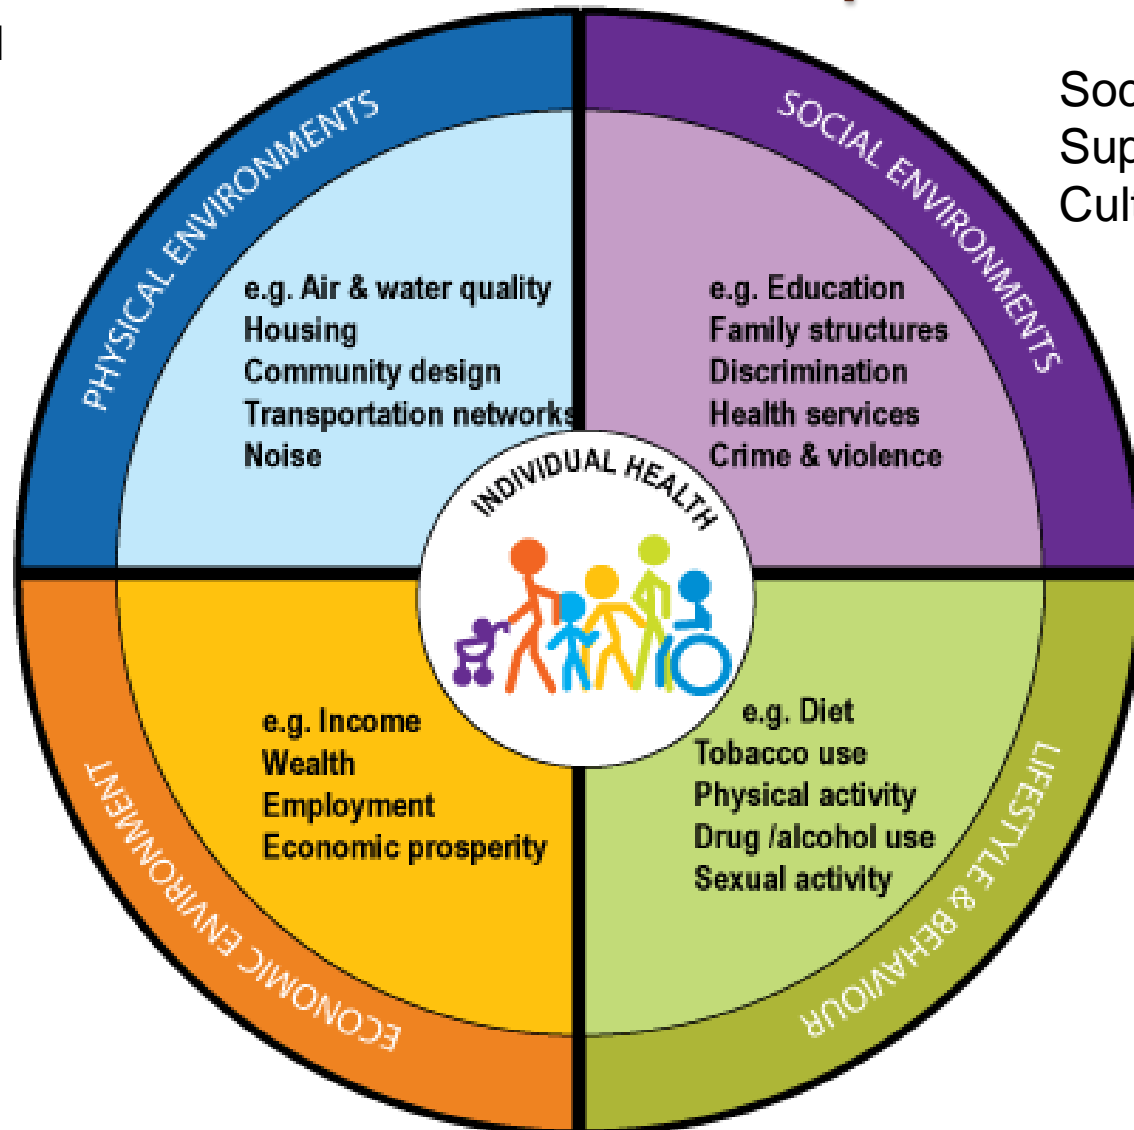 PHYSICAL ENVIRONMENTS
e.g. Air & water quality
Housing
Community design
Transportation networks
Noise
SOCIAL ENVIRONMENTS
e.g. Education
Family structures
Discrimination
Health services
Crime & violence
INDIVIDUAL HEALTH
ECONOMIC ENVIRONMENT
e.g. Income
Wealth
Employment
Economic prosperity
LIFESTYLE & BEHAVIOUR
e.g. Diet
Tobacco use
Physical activity
Drug /alcohol use
Sexual activity